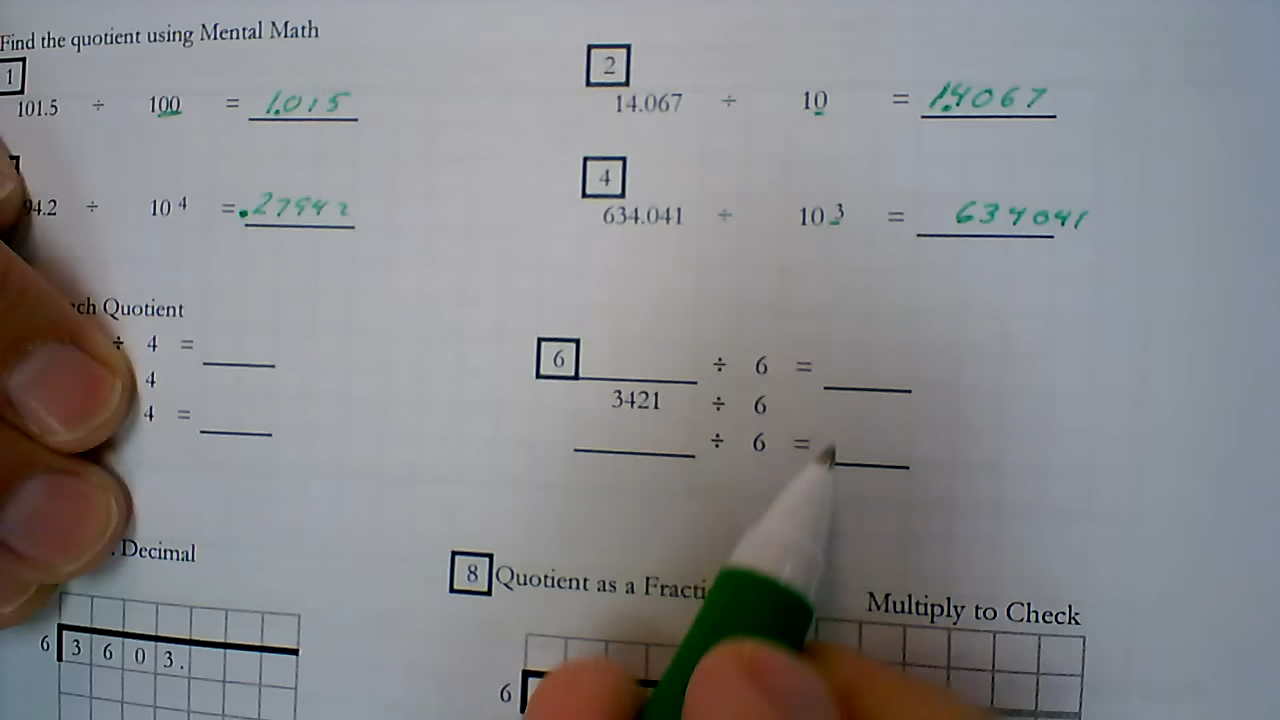 Find the quotient using Mental Math
1
101.5 ÷ 100 = 1.015
2
14.067 ÷ 10 = 1.4067
94.2 ÷ 10 4 = .27942
4
634.041 ÷ 10 3 = 634041
ch Quotient
÷ 4 =
4
4 =
6
÷ 6 =
3421 ÷ 6
÷ 6 =
Decimal
6 3 6 0 3.
8 Quotient as a Fracti
Multiply to Check
6